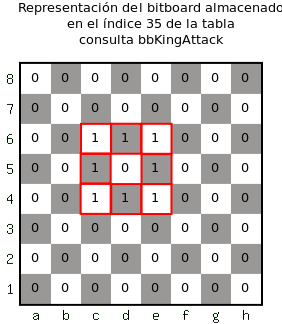 Representación del bitboard almacenado
en el índice 35 de la tabla
consulta bbKingAttack
8 0 0 0 0 0 0 0 0
7 0 0 0 0 0 0 0 0
6 0 0 1 1 1 0 0 0
5 0 0 1 0 1 0 0 0
4 0 0 1 1 1 0 0 0
3 0 0 0 0 0 0 0 0
2 0 0 0 0 0 0 0 0
1 0 0 0 0 0 0 0 0
a b c d e f g h